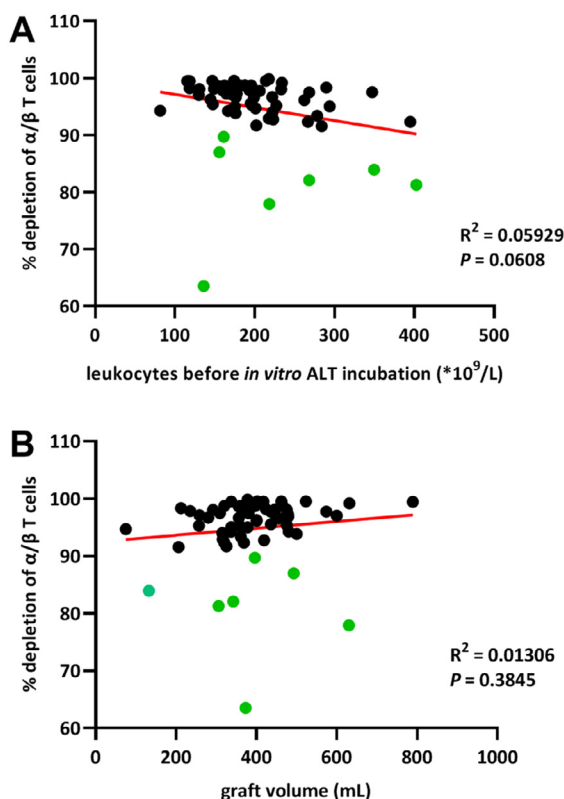 A
110
100
90
80
70
60
% depletion of α/β T cells
0 100 200 300 400 500
leukocytes before in vitro ALT incubation (*10⁹/L)
R² = 0.05929
P = 0.0608
B
110
100
90
80
70
60
% depletion of α/β T cells
0 200 400 600 800 1000
graft volume (mL)
R² = 0.01306
P = 0.3845